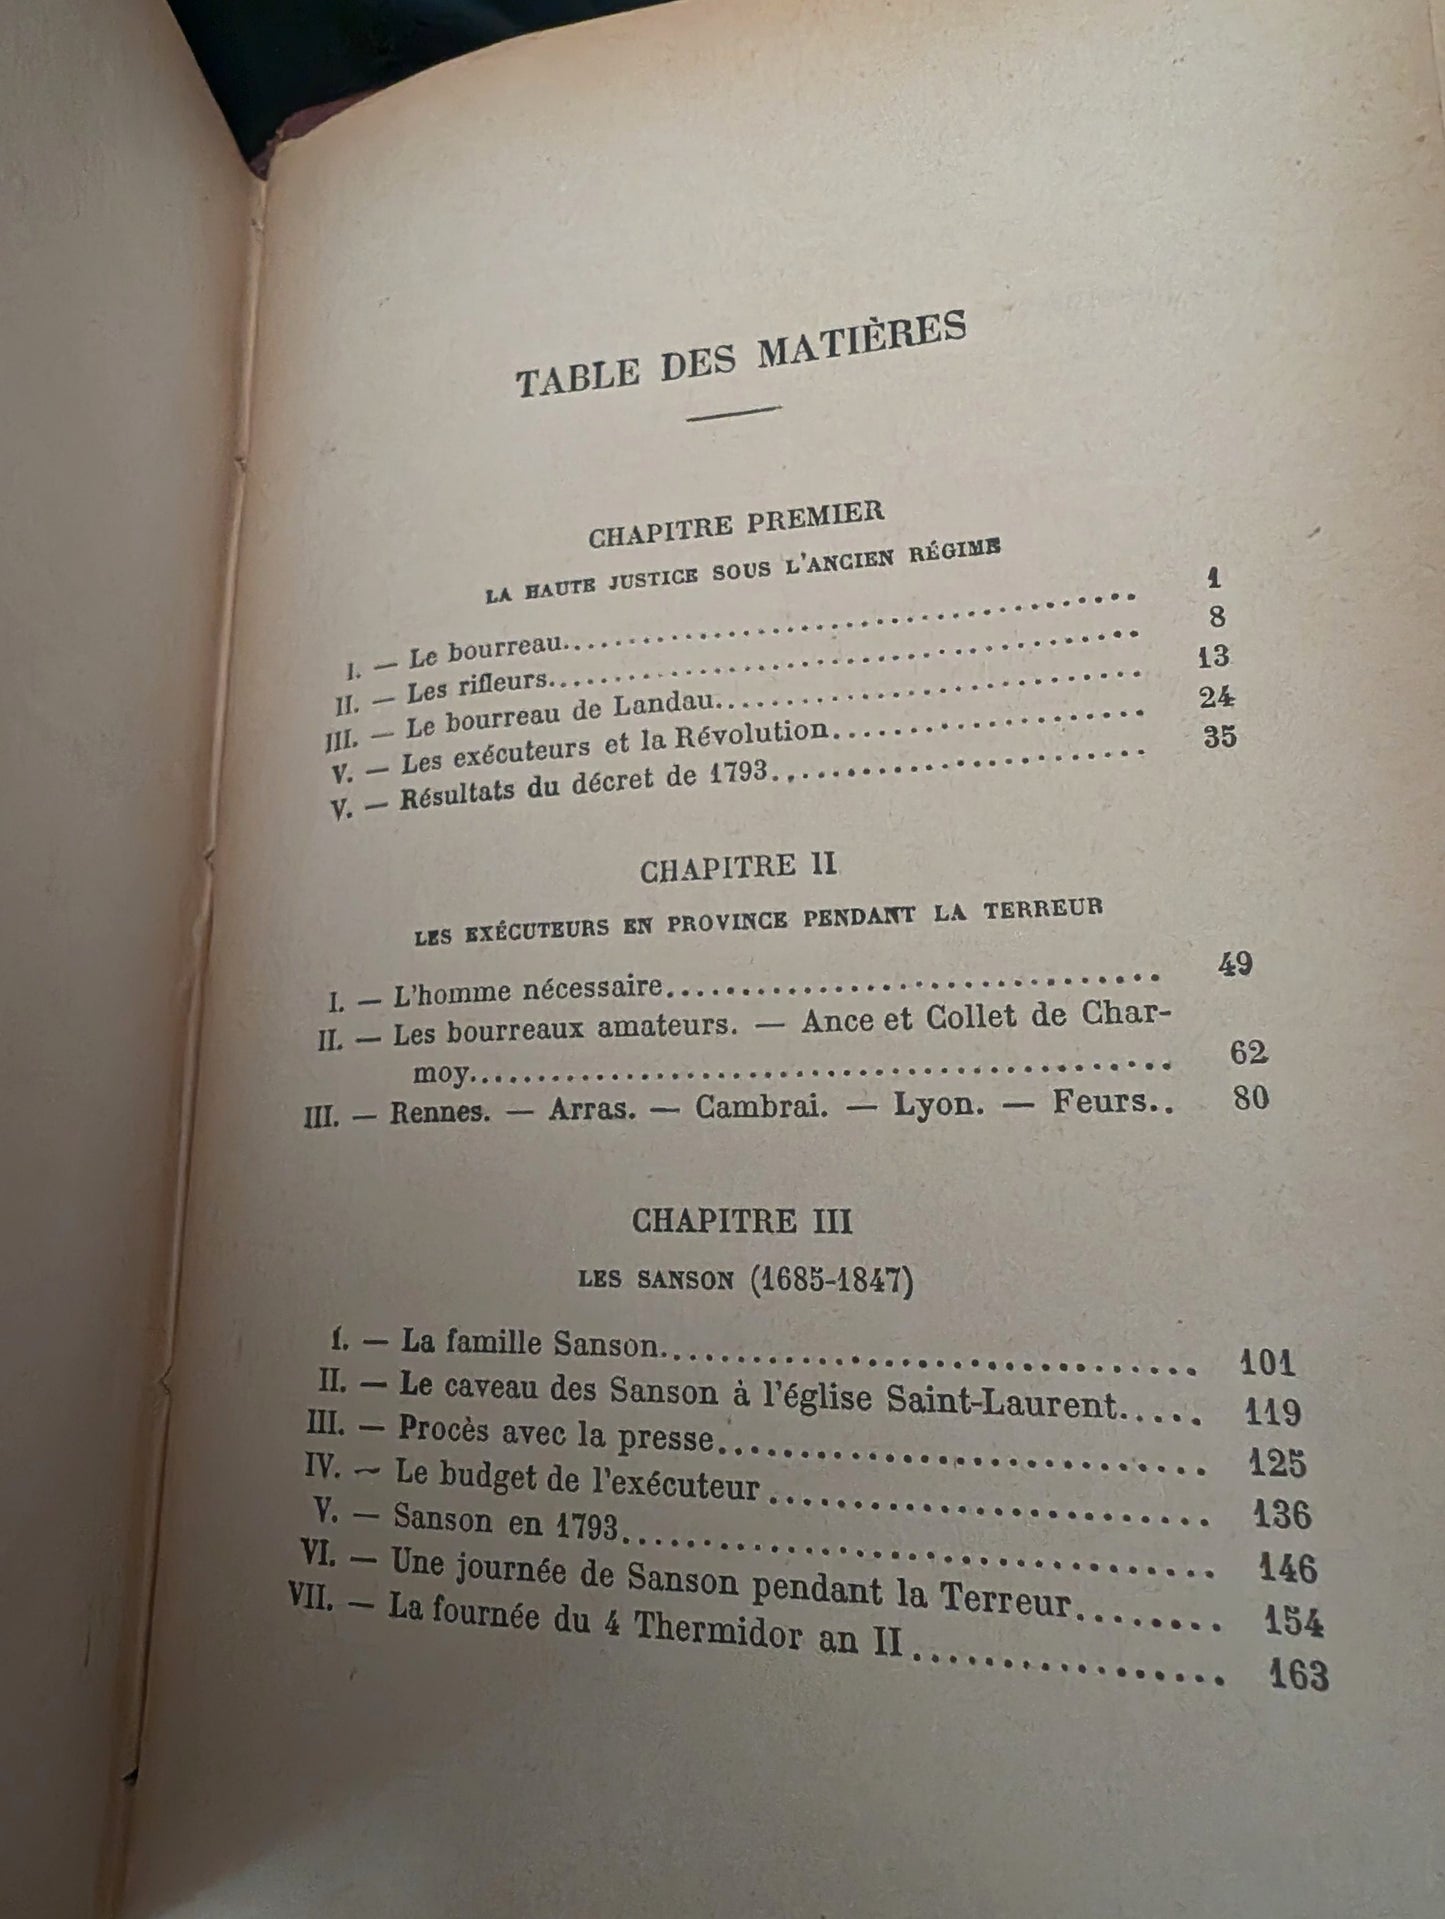 TABLE DES MATIÈRES
CHAPITRE PREMIER
LA HAUTE JUSTICE SOUS L'ANCIEN RÉGIME
I. — Le bourreau........................................ 1
II. — Les rifleurs........................................ 8
III. — Le bourreau de Landau.............................. 13
V. — Les exécuteurs et la Révolution.................... 24
V. — Résultats du décret de 1793........................ 35
CHAPITRE II
LES EXÉCUTEURS EN PROVINCE PENDANT LA TERREUR
I. — L'homme nécessaire................................ 49
II. — Les bourreaux amateurs. — Ance et Collet de Char-
moy................................................ 62
III. — Rennes. — Arras. — Cambrai. — Lyon. — Feurs.. 80
CHAPITRE III
LES SANSON (1685-1847)
I. — La famille Sanson.................................. 101
II. — Le caveau des Sanson à l'église Saint-Laurent..... 119
III. — Procès avec la presse.............................. 125
IV. — Le budget de l'exécuteur........................... 136
V. — Sanson en 1793..................................... 146
VI. — Une journée de Sanson pendant la Terreur........ 154
VII. — La fournée du 4 Thermidor an II.................. 163